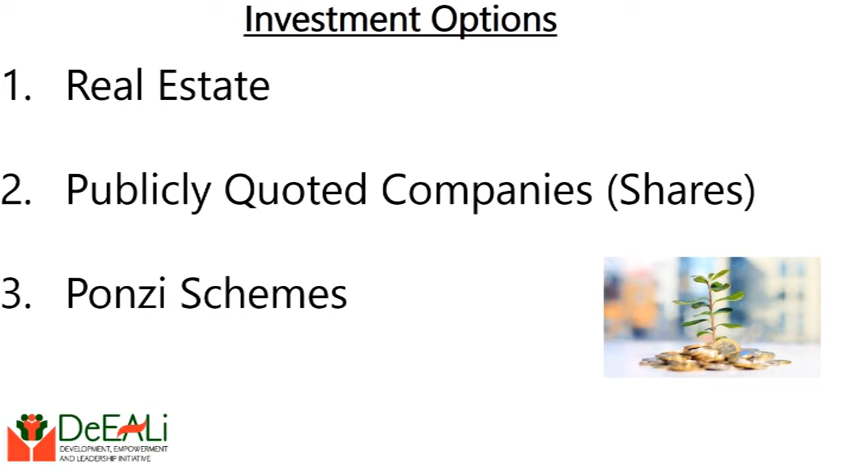 Investment Options
1. Real Estate
2. Publicly Quoted Companies (Shares)
3. Ponzi Schemes
DeEALi
DEVELOPMENT, EMPOWERMENT
AND LEADERSHIP INITIATIVE